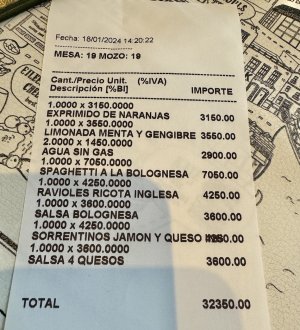 Fecha: 18/01/2024 14:20:22
MESA: 19 MOZO: 19
Cant./Precio Unit. (%IVA)
Descripción [%BI] IMPORTE
1.0000 x 3150.0000
EXPRIMIDO DE NARANJAS 3150.00
1.0000 x 3550.0000
LIMONADA MENTA Y GENGIBRE 3550.00
2.0000 x 1450.0000
AGUA SIN GAS 2900.00
1.0000 x 7050.0000
SPAGHETTI A LA BOLOGNESA 7050.00
1.0000 x 4250.0000
RAVIOLES RICOTA INGLESA 4250.00
1.0000 x 3600.0000
SALSA BOLOGNESA 3600.00
1.0000 x 4250.0000
SORRENTINOS JAMON Y QUESO 4250.00
1.0000 x 3600.0000
SALSA 4 QUESOS 3600.00
TOTAL 32350.00